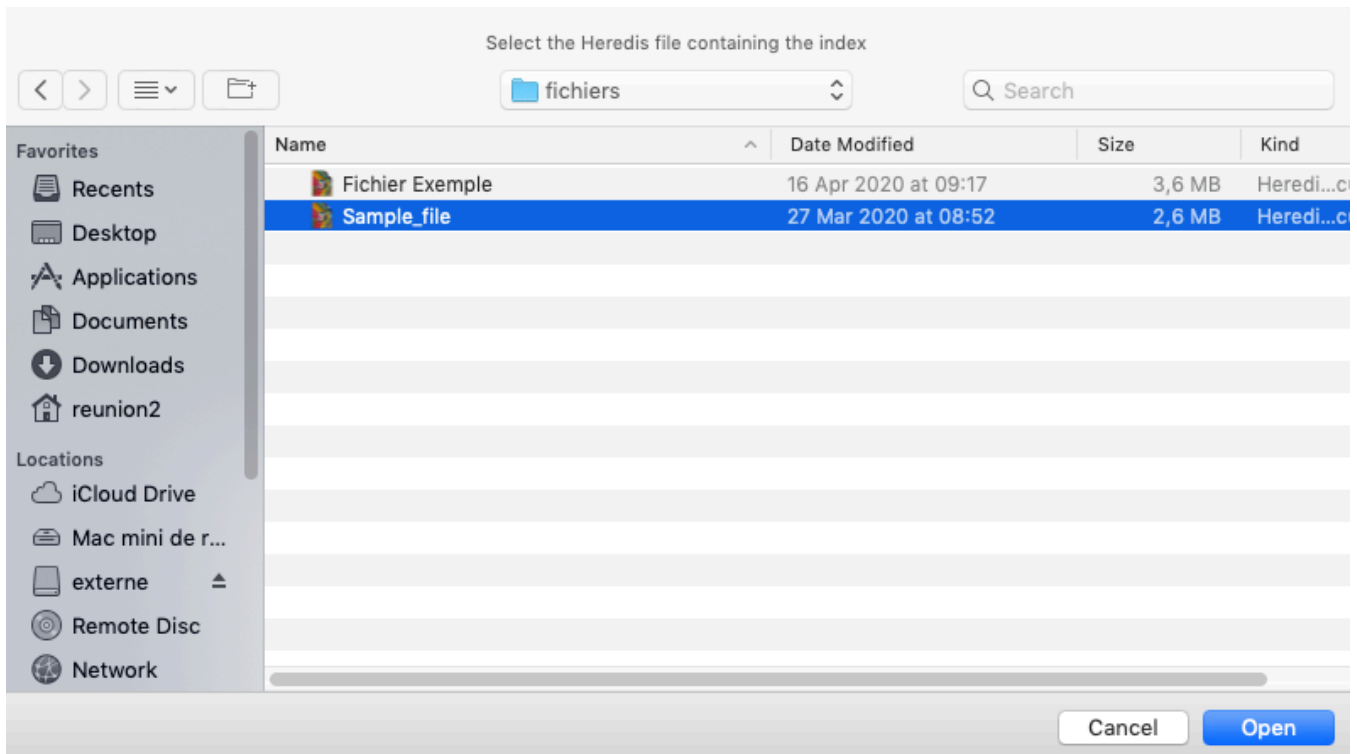 Select the Heredis file containing the index
fichiers
Search
Favorites
Recents
Desktop
Applications
Documents
Downloads
reunion2
Locations
iCloud Drive
Mac mini de r...
externe
Remote Disc
Network
Name Date Modified Size Kind
Fichier Exemple 16 Apr 2020 at 09:17 3,6 MB Heredi...c
Sample_file 27 Mar 2020 at 08:52 2,6 MB Heredi...c
Cancel Open